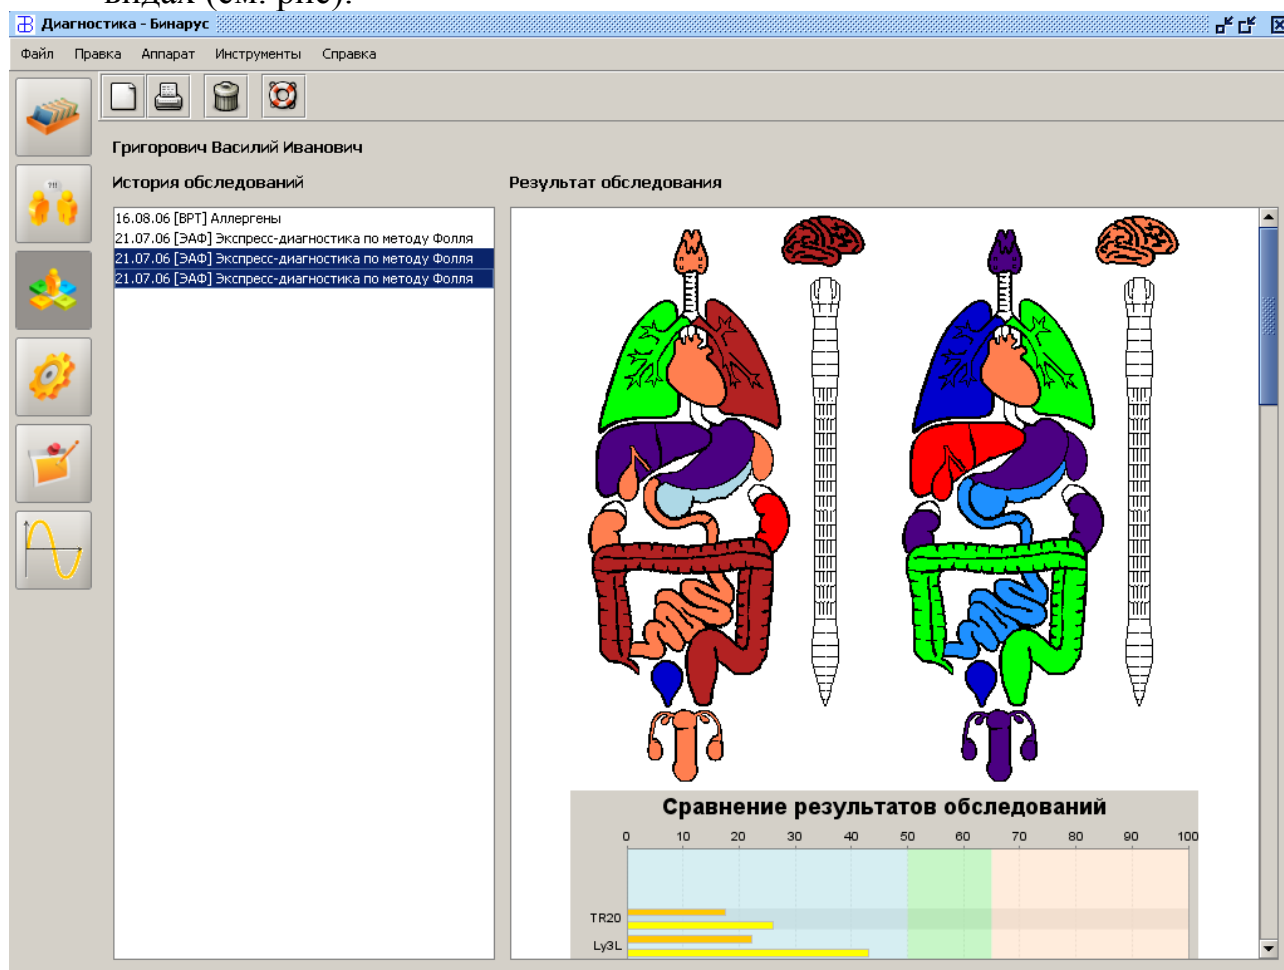 видах (см. рис).
Диагностика - Бинарус
Файл Правка Аппарат Инструменты Справка
Григорович Василий Иванович
История обследований
Результат обследования
16.08.06 [ВРТ] Аллергены
21.07.06 [ЭАФ] Экспресс-диагностика по методу Фолля
21.07.06 [ЭАФ] Экспресс-диагностика по методу Фолля
21.07.06 [ЭАФ] Экспресс-диагностика по методу Фолля
?!!
Сравнение результатов обследований
0 10 20 30 40 50 60 70 80 90 100
TR20
Ly3L